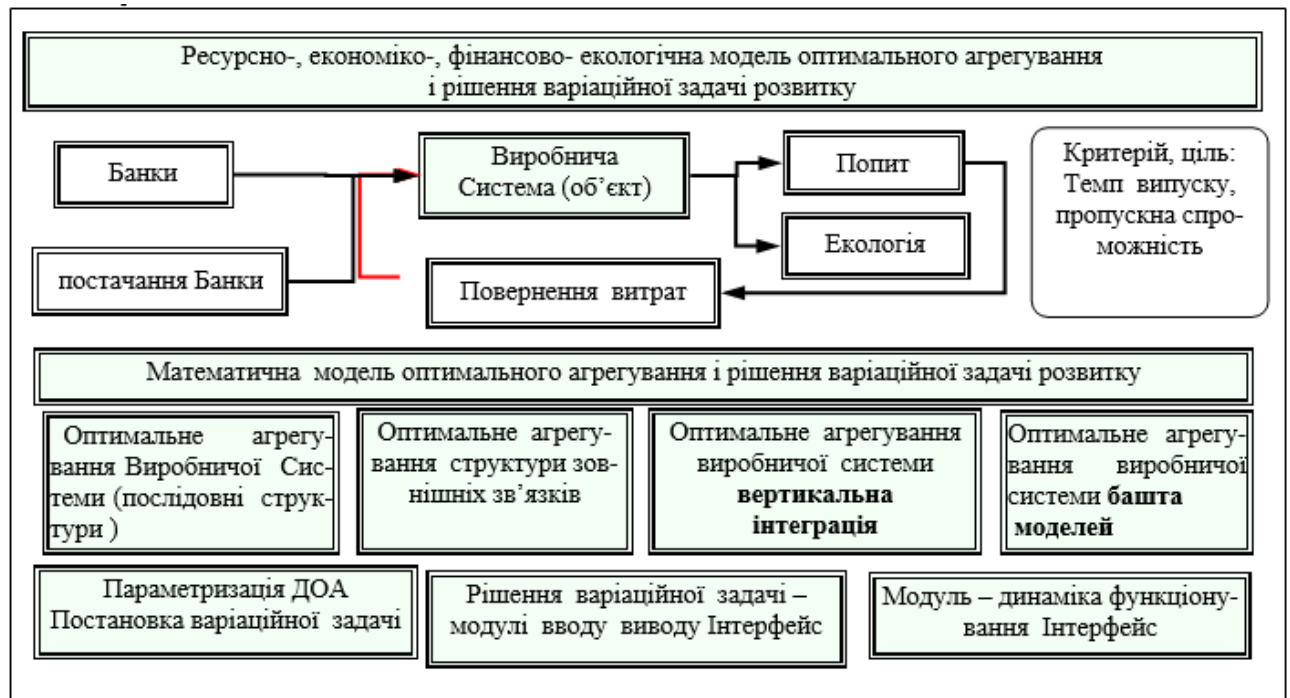 Ресурсно-, економіко-, фінансово- екологічна модель оптимального агрегування
і рішення варіаційної задачі розвитку
Банки
Виробнича
Система (об’єкт)
Попит
Критерій, ціль:
Темп випуску,
пропускна спро-
можність
Екологія
постачання Банки
Повернення витрат
Математична модель оптимального агрегування і рішення варіаційної задачі розвитку
Оптимальне агрегу-
вання Виробничої Сис-
теми (послідовні струк-
тури )
Оптимальне агрегу-
вання структури зов-
нішніх зв’язків
Оптимальне агрегування
виробничої системи
вертикальна
інтеграція
Оптимальне агрегу-
вання виробничої
системи башта
моделей
Параметризація ДОА
Постановка варіаційної задачі
Рішення варіаційної задачі –
модулі вводу виводу Інтерфейс
Модуль – динаміка функціону-
вання Інтерфейс